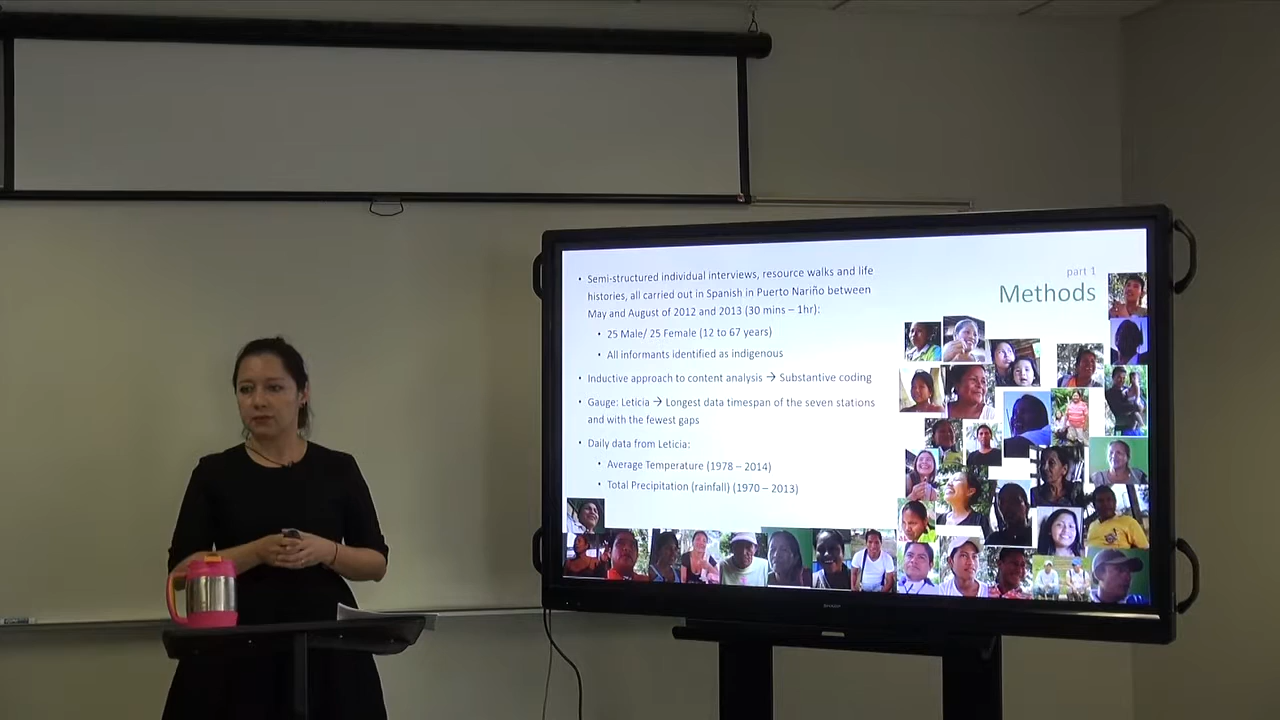 part 1
Methods
• Semi-structured individual interviews, resource walks and life
histories, all carried out in Spanish in Puerto Nariño between
May and August of 2012 and 2013 (30 mins – 1hr):
• 25 Male/ 25 Female (12 to 67 years)
• All informants identified as indigenous
• Inductive approach to content analysis → Substantive coding
• Gauge: Leticia → Longest data timespan of the seven stations
and with the fewest gaps
• Daily data from Leticia:
• Average Temperature (1978 – 2014)
• Total Precipitation (rainfall) (1970 – 2013)
SHARP